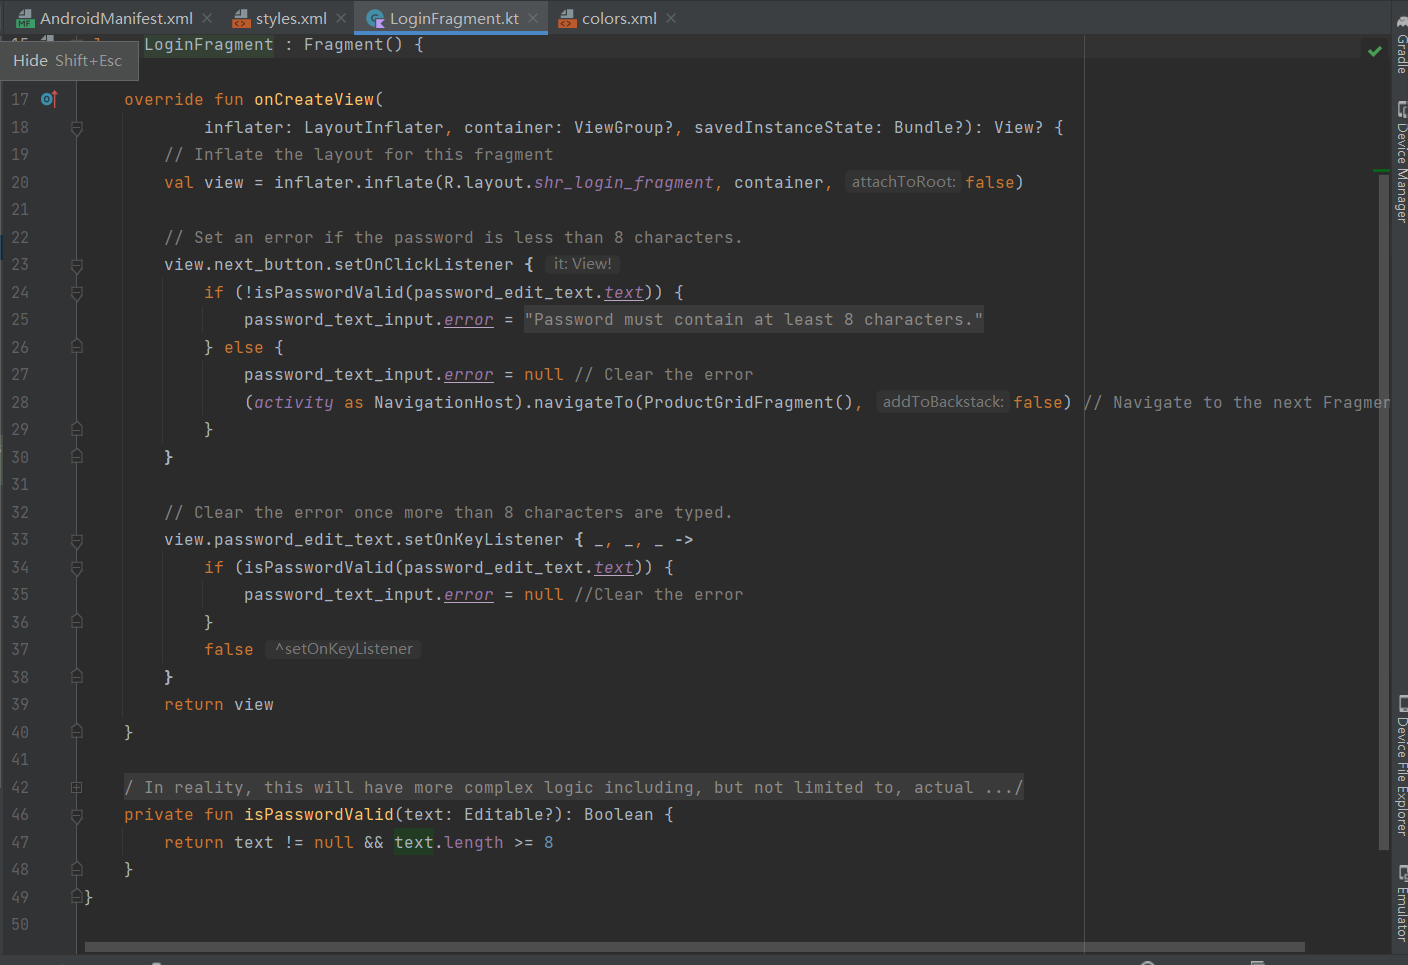 AndroidManifest.xml styles.xml LoginFragment.kt colors.xml
LoginFragment : Fragment() {
Hide Shift+Esc
17 override fun onCreateView(
18 inflater: LayoutInflater, container: ViewGroup?, savedInstanceState: Bundle?): View? {
19 // Inflate the layout for this fragment
20 val view = inflater.inflate(R.layout.shr_login_fragment, container, attachToRoot: false)
21
22 // Set an error if the password is less than 8 characters.
23 view.next_button.setOnClickListener { it: View!
24 if (!isPasswordValid(password_edit_text.text)) {
25 password_text_input.error = "Password must contain at least 8 characters."
26 } else {
27 password_text_input.error = null // Clear the error
28 (activity as NavigationHost).navigateTo(ProductGridFragment(), addToBackstack: false) // Navigate to the next Fragmen
29 }
30 }
31
32 // Clear the error once more than 8 characters are typed.
33 view.password_edit_text.setOnKeyListener { _, _, _ ->
34 if (isPasswordValid(password_edit_text.text)) {
35 password_text_input.error = null //Clear the error
36 }
37 false ^setOnKeyListener
38 }
39 return view
40 }
41
42 / In reality, this will have more complex logic including, but not limited to, actual .../
46 private fun isPasswordValid(text: Editable?): Boolean {
47 return text != null && text.length >= 8
48 }
49 }
50
Gradle
Device Manager
Device File Explorer
Emulator